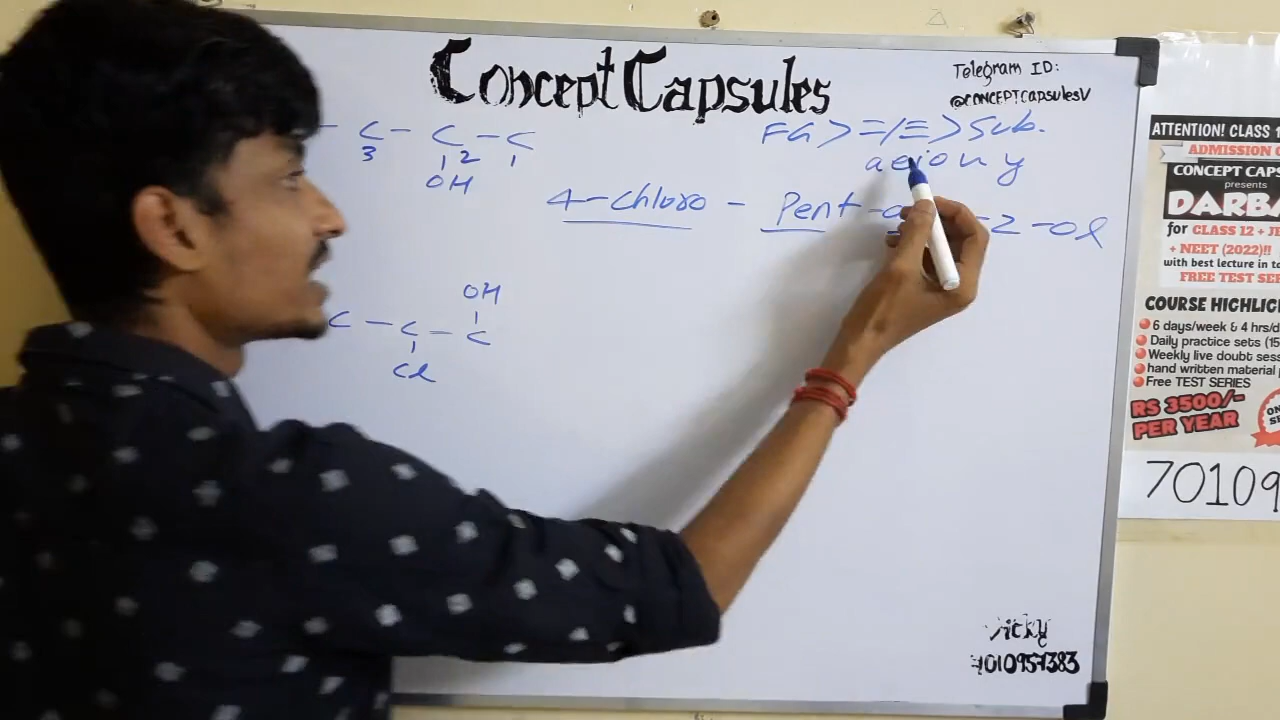 Concept Capsules
Telegram ID:
@CONCEPTCapsulesV
FG > =/≡ > Sub.
a e i o u y
- C - C - C
3 2
OH
4-chloro - Pent - -2-ol
OH
C - C - C
Cl
Vicky
7010957383
ATTENTION! CLASS 1
ADMISSION
CONCEPT CAPS
presents
DARBA
for CLASS 12 + JE
+ NEET (2022)!!
with best lecture in
FREE TEST SE
COURSE HIGHLIG
6 days/week & 4 hrs/d
Daily practice sets (15
Weekly live doubt sess
hand written material
Free TEST SERIES
RS 3500/-
PER YEAR
70109